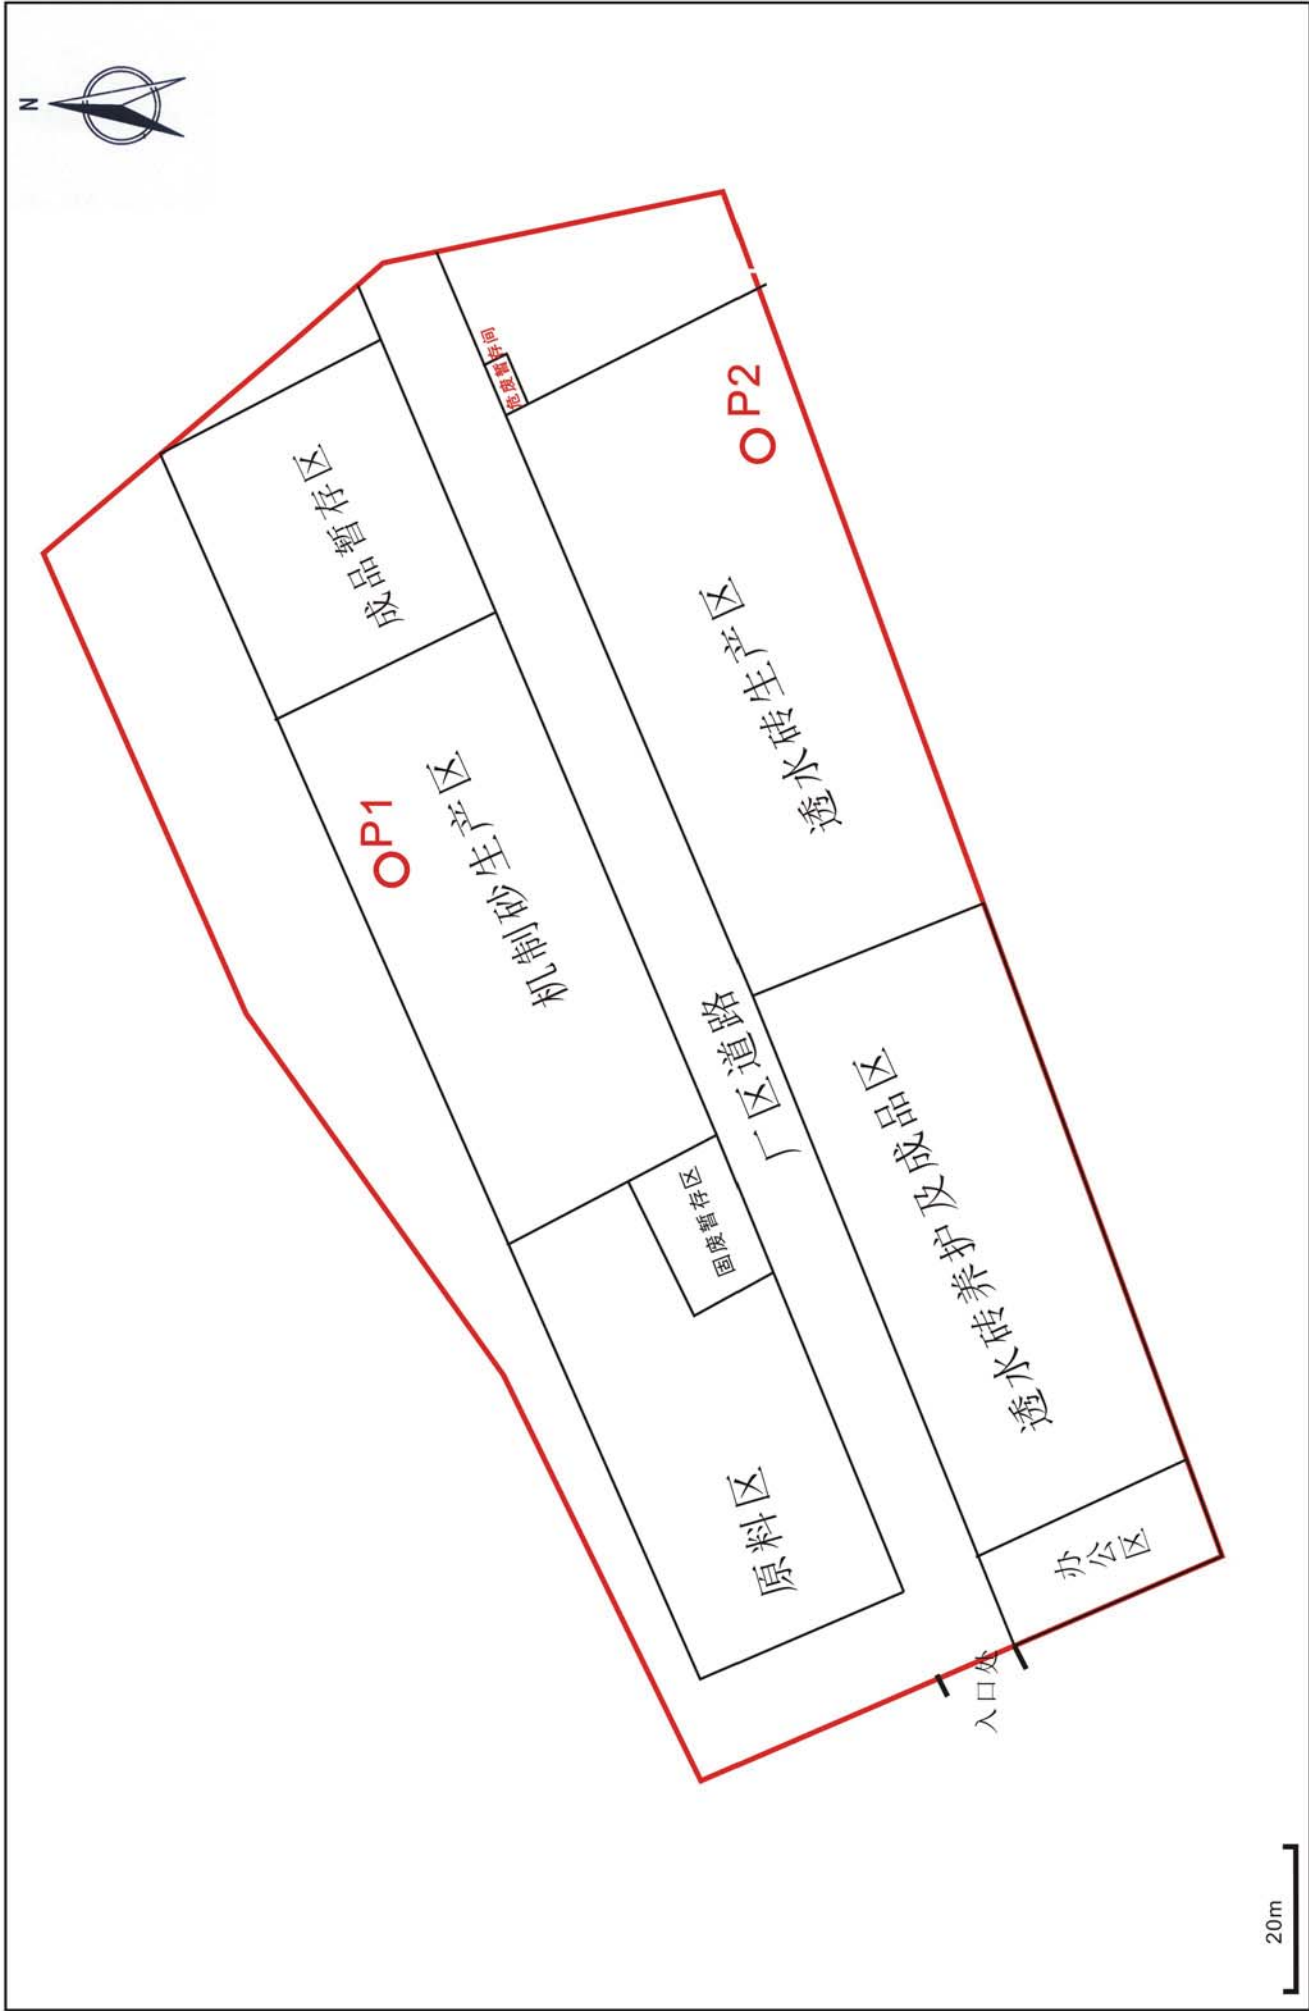 N
成品暂存区
危废暂存间
P1
机制砂生产区
P2
透水砖生产区
固废暂存区
厂区道路
原料区
透水砖养护及成品区
办公区
入口处
20m